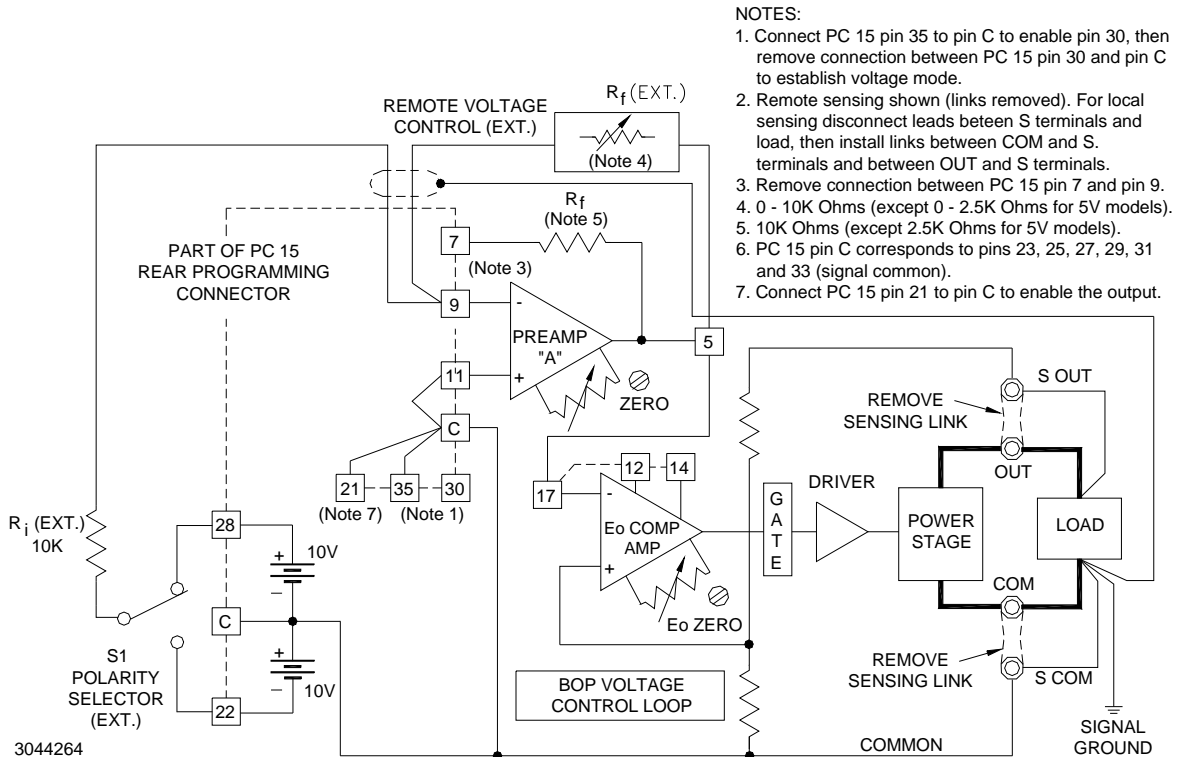 NOTES:
1. Connect PC 15 pin 35 to pin C to enable pin 30, then
remove connection between PC 15 pin 30 and pin C
to establish voltage mode.
2. Remote sensing shown (links removed). For local
sensing disconnect leads beteen S terminals and
load, then install links between COM and S.
terminals and between OUT and S terminals.
3. Remove connection between PC 15 pin 7 and pin 9.
4. 0 - 10K Ohms (except 0 - 2.5K Ohms for 5V models).
5. 10K Ohms (except 2.5K Ohms for 5V models).
6. PC 15 pin C corresponds to pins 23, 25, 27, 29, 31
and 33 (signal common).
7. Connect PC 15 pin 21 to pin C to enable the output.
Rf (EXT.)
REMOTE VOLTAGE
CONTROL (EXT.)
(Note 4)
Rf
(Note 5)
PART OF PC 15
REAR PROGRAMMING
CONNECTOR
7
(Note 3)
9
-
PREAMP
"A"
5
11
+
ZERO
C
21
35
30
(Note 7)
(Note 1)
S OUT
REMOVE
SENSING LINK
OUT
12
14
17
-
Eo COMP
AMP
+
Eo ZERO
GATE
DRIVER
POWER
STAGE
LOAD
COM
REMOVE
SENSING LINK
S COM
Ri (EXT.)
10K
28
+
10V
–
C
+
10V
–
22
S1
POLARITY
SELECTOR
(EXT.)
BOP VOLTAGE
CONTROL LOOP
COMMON
SIGNAL
GROUND
3044264